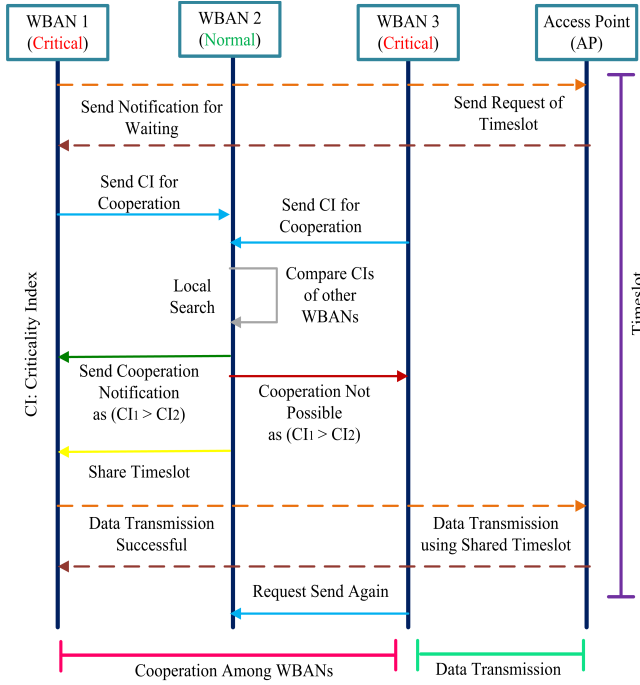 WBAN 1
(Critical)
WBAN 2
(Normal)
WBAN 3
(Critical)
Access Point
(AP)
Send Notification for
Waiting
Send Request of
Timeslot
Send CI for
Cooperation
Send CI for
Cooperation
Local
Search
Compare CIs
of other
WBANs
CI: Criticality Index
Timeslot
Send Cooperation
Notification
as (CI1 > CI2)
Cooperation Not
Possible
as (CI1 > CI2)
Share Timeslot
Data Transmission
Successful
Data Transmission
using Shared Timeslot
Request Send Again
Cooperation Among WBANs
Data Transmission